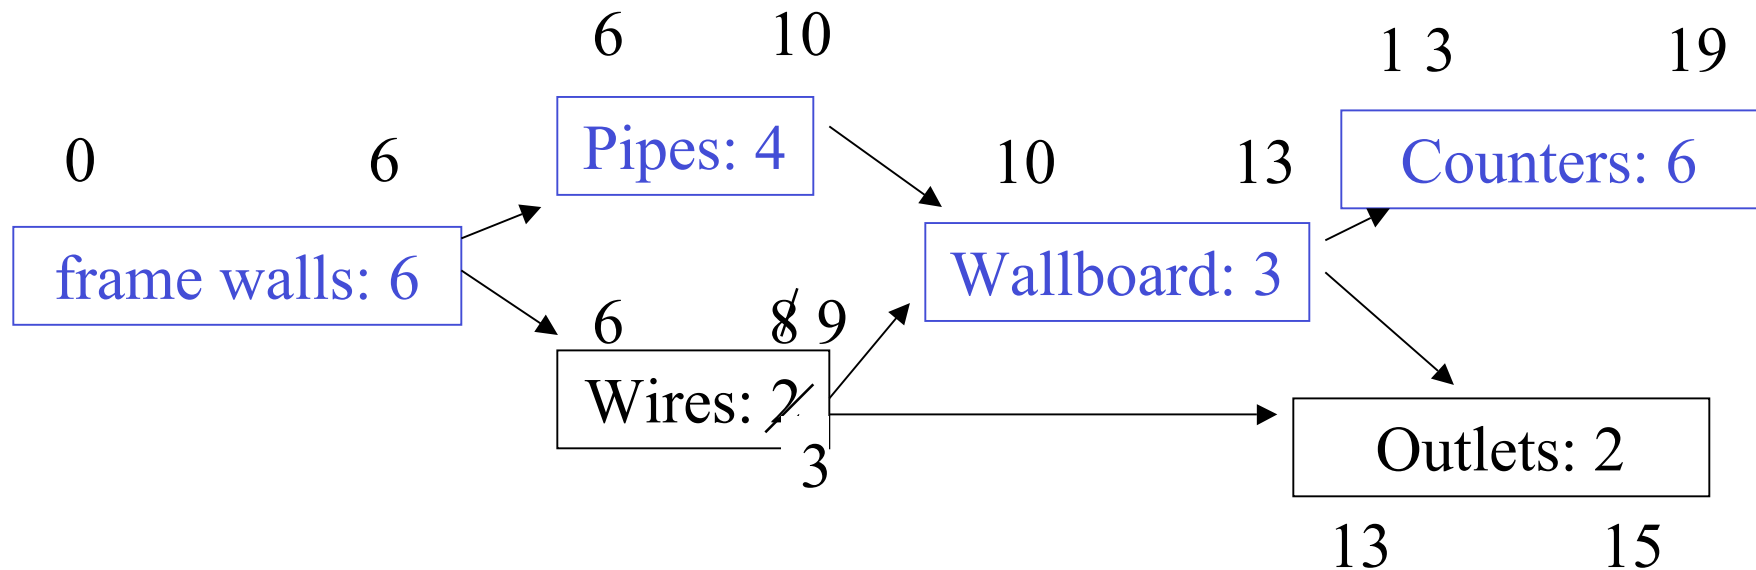 6 10
1 3 19
Pipes: 4
0 6
10 13
Counters: 6
frame walls: 6
Wallboard: 3
6 8 9
Wires: 2
3
Outlets: 2
13 15